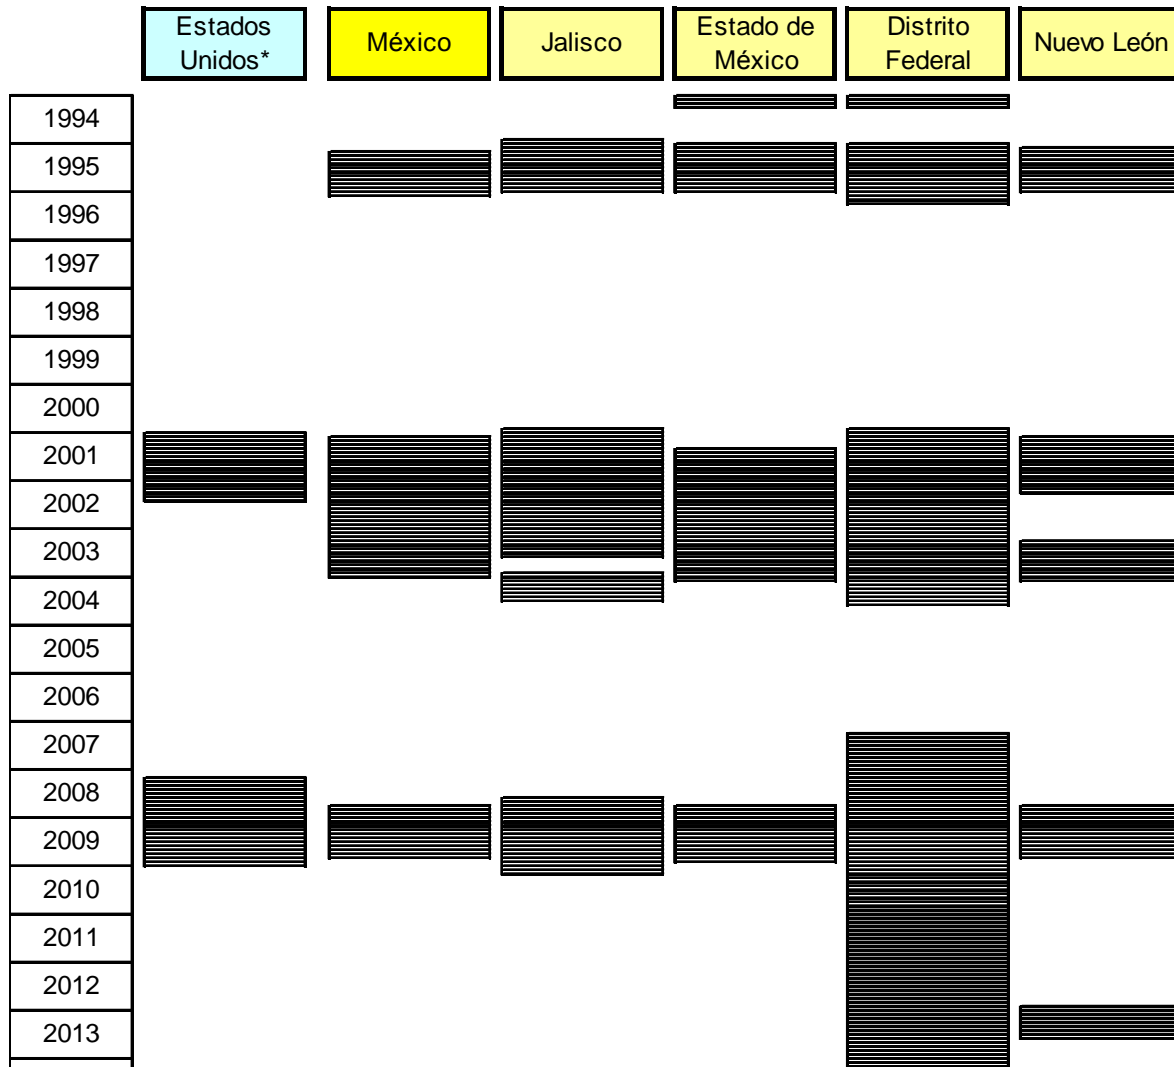 Estados
Unidos*
México
Jalisco
Estado de
México
Distrito
Federal
Nuevo León
1994
1995
1996
1997
1998
1999
2000
2001
2002
2003
2004
2005
2006
2007
2008
2009
2010
2011
2012
2013